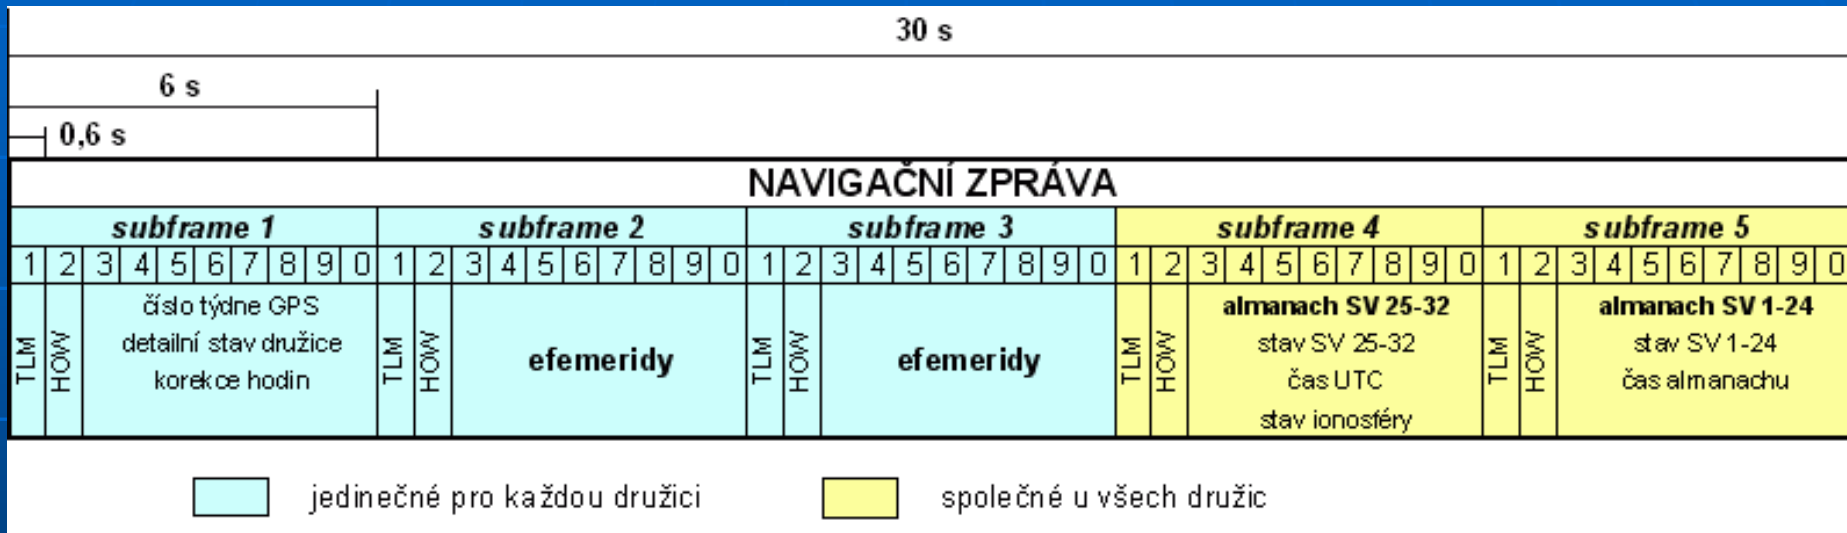 30 s
6 s
0,6 s
NAVIGAČNÍ ZPRÁVA
subframe 1 subframe 2 subframe 3 subframe 4 subframe 5
1 2 3 4 5 6 7 8 9 0 1 2 3 4 5 6 7 8 9 0 1 2 3 4 5 6 7 8 9 0 1 2 3 4 5 6 7 8 9 0 1 2 3 4 5 6 7 8 9 0
TLM
HOW
číslo týdne GPS
detailní stav družice
korekce hodin
TLM
HOW
efemeridy
TLM
HOW
efemeridy
TLM
HOW
almanach SV 25-32
stav SV 25-32
čas UTC
stav ionosféry
TLM
HOW
almanach SV 1-24
stav SV 1-24
čas almanachu
jedinečné pro každou družici
společné u všech družic